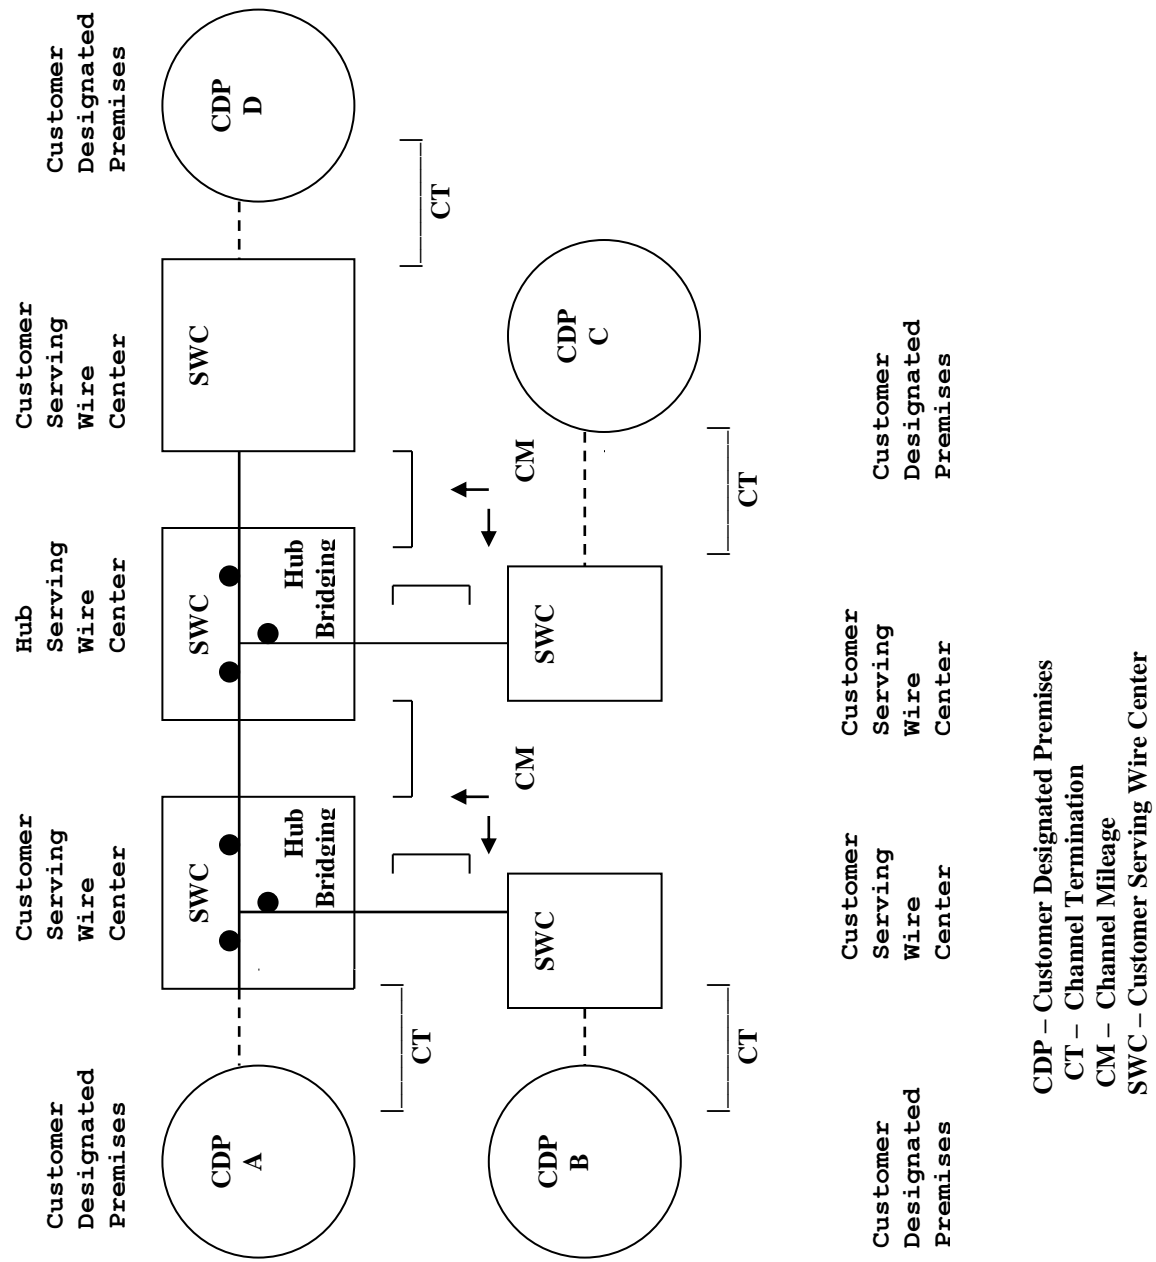 Customer
Designated
Premises
Customer
Serving
Wire
Center
Hub
Serving
Wire
Center
Customer
Serving
Wire
Center
Customer
Designated
Premises
CDP
A
SWC
Hub
Bridging
SWC
Hub
Bridging
SWC
CDP
D
CT
CM
CM
CT
CDP
B
SWC
SWC
CDP
C
CT
CT
Customer
Designated
Premises
Customer
Serving
Wire
Center
Customer
Serving
Wire
Center
Customer
Designated
Premises
CDP – Customer Designated Premises
CT – Channel Termination
CM – Channel Mileage
SWC – Customer Serving Wire Center